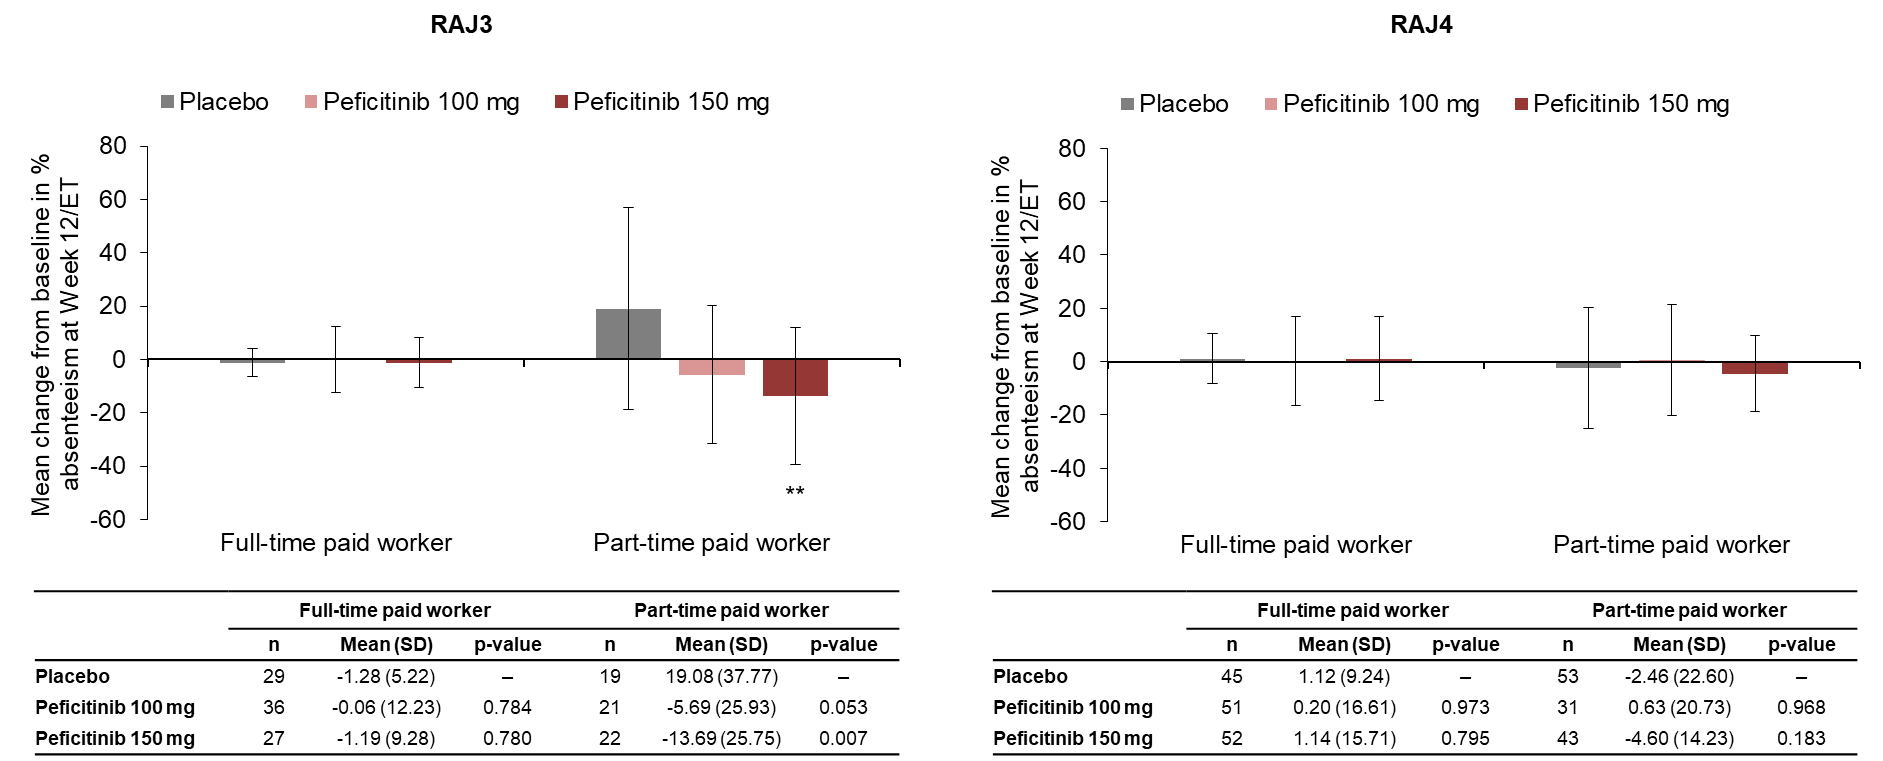 RAJ3
Placebo Peficitinib 100 mg Peficitinib 150 mg
Mean change from baseline in %
absenteeism at Week 12/ET
80
60
40
20
0
-20
-40
-60
**
Full-time paid worker Part-time paid worker
Full-time paid worker Part-time paid worker
n Mean (SD) p-value n Mean (SD) p-value
Placebo 29 -1.28 (5.22) – 19 19.08 (37.77) –
Peficitinib 100 mg 36 -0.06 (12.23) 0.784 21 -5.69 (25.93) 0.053
Peficitinib 150 mg 27 -1.19 (9.28) 0.780 22 -13.69 (25.75) 0.007
RAJ4
Placebo Peficitinib 100 mg Peficitinib 150 mg
Mean change from baseline in %
absenteeism at Week 12/ET
80
60
40
20
0
-20
-40
-60
Full-time paid worker Part-time paid worker
Full-time paid worker Part-time paid worker
n Mean (SD) p-value n Mean (SD) p-value
Placebo 45 1.12 (9.24) – 53 -2.46 (22.60) –
Peficitinib 100 mg 51 0.20 (16.61) 0.973 31 0.63 (20.73) 0.968
Peficitinib 150 mg 52 1.14 (15.71) 0.795 43 -4.60 (14.23) 0.183